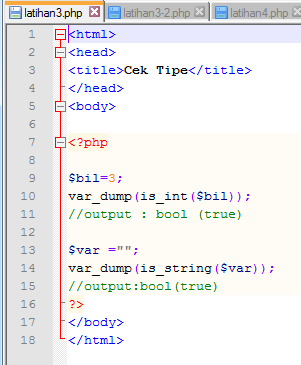 latihan3.php latihan3-2.php latihan4.php
1 <html>
2 <head>
3 <title>Cek Tipe</title>
4 </head>
5 <body>
6
7 <?php
8
9 $bil=3;
10 var_dump(is_int($bil));
11 //output : bool (true)
12
13 $var ="";
14 var_dump(is_string($var));
15 //output:bool(true)
16 ?>
17 </body>
18 </html>